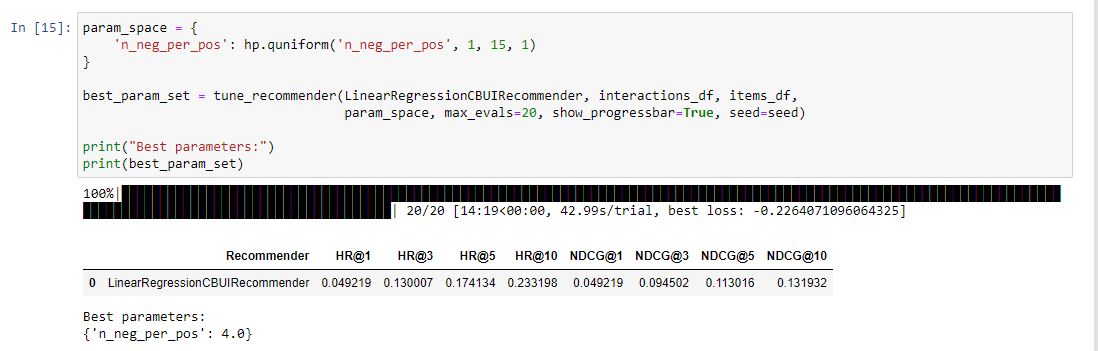 In [15]: param_space = {
'n_neg_per_pos': hp.quniform('n_neg_per_pos', 1, 15, 1)
}
best_param_set = tune_recommender(LinearRegressionCBUIRecommender, interactions_df, items_df,
param_space, max_evals=20, show_progressbar=True, seed=seed)
print("Best parameters:")
print(best_param_set)
100%|
| 20/20 [14:19<00:00, 42.99s/trial, best loss: -0.2264071096064325]
Recommender HR@1 HR@3 HR@5 HR@10 NDCG@1 NDCG@3 NDCG@5 NDCG@10
0 LinearRegressionCBUIRecommender 0.049219 0.130007 0.174134 0.233198 0.049219 0.094502 0.113016 0.131932
Best parameters:
{'n_neg_per_pos': 4.0}